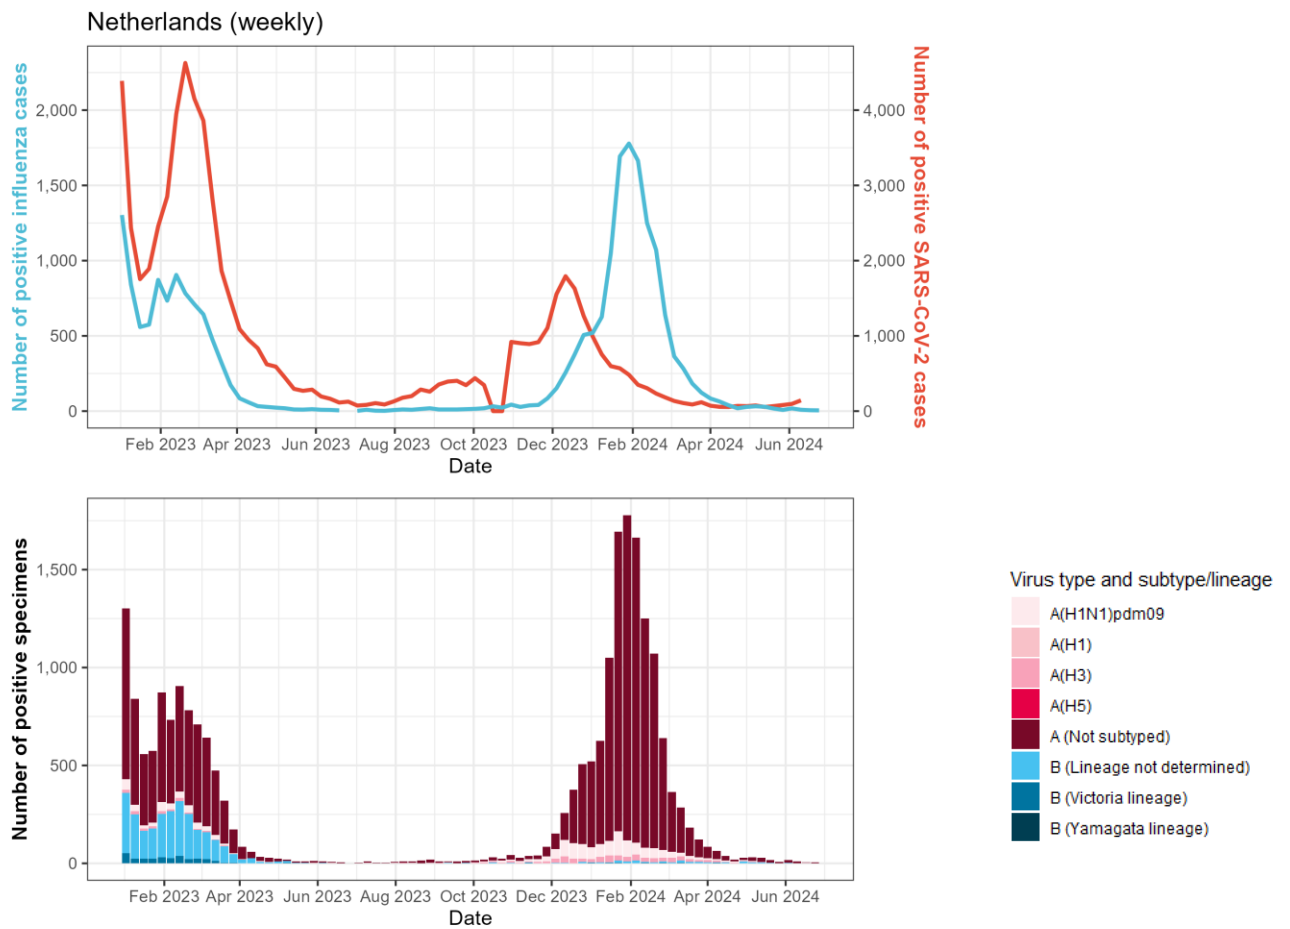 Netherlands (weekly)
Number of positive influenza cases
2,000
1,500
1,000
500
0
4,000
3,000
2,000
1,000
0
Number of positive SARS-CoV-2 cases
Feb 2023 Apr 2023 Jun 2023 Aug 2023 Oct 2023 Dec 2023 Feb 2024 Apr 2024 Jun 2024
Date
Number of positive specimens
1,500
1,000
500
0
Feb 2023 Apr 2023 Jun 2023 Aug 2023 Oct 2023 Dec 2023 Feb 2024 Apr 2024 Jun 2024
Date
Virus type and subtype/lineage
A(H1N1)pdm09
A(H1)
A(H3)
A(H5)
A (Not subtyped)
B (Lineage not determined)
B (Victoria lineage)
B (Yamagata lineage)